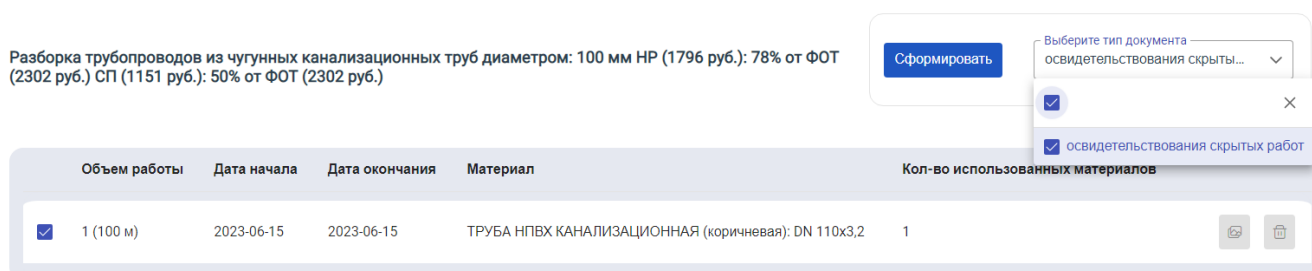 Разборка трубопроводов из чугунных канализационных труб диаметром: 100 мм НР (1796 руб.): 78% от ФОТ
(2302 руб.) СП (1151 руб.): 50% от ФОТ (2302 руб.)
Сформировать
Выберите тип документа
освидетельствования скрыты...
освидетельствования скрытых работ
Объем работы Дата начала Дата окончания Материал Кол-во использованных материалов
1 (100 м) 2023-06-15 2023-06-15 ТРУБА НПВХ КАНАЛИЗАЦИОННАЯ (коричневая): DN 110x3,2 1